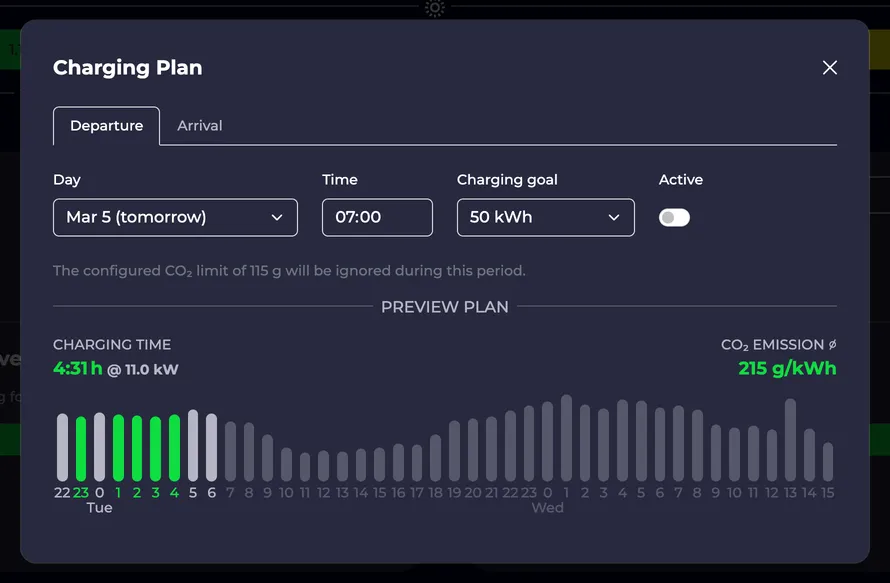 Charging Plan
Departure Arrival
Day Time Charging goal Active
Mar 5 (tomorrow) 07:00 50 kWh
The configured CO₂ limit of 115 g will be ignored during this period.
PREVIEW PLAN
CHARGING TIME CO₂ EMISSION ⌀
4:31 h @ 11.0 kW 215 g/kWh
22 23 0 1 2 3 4 5 6 7 8 9 10 11 12 13 14 15 16 17 18 19 20 21 22 23 0 1 2 3 4 5 6 7 8 9 10 11 12 13 14 15
Tue Wed